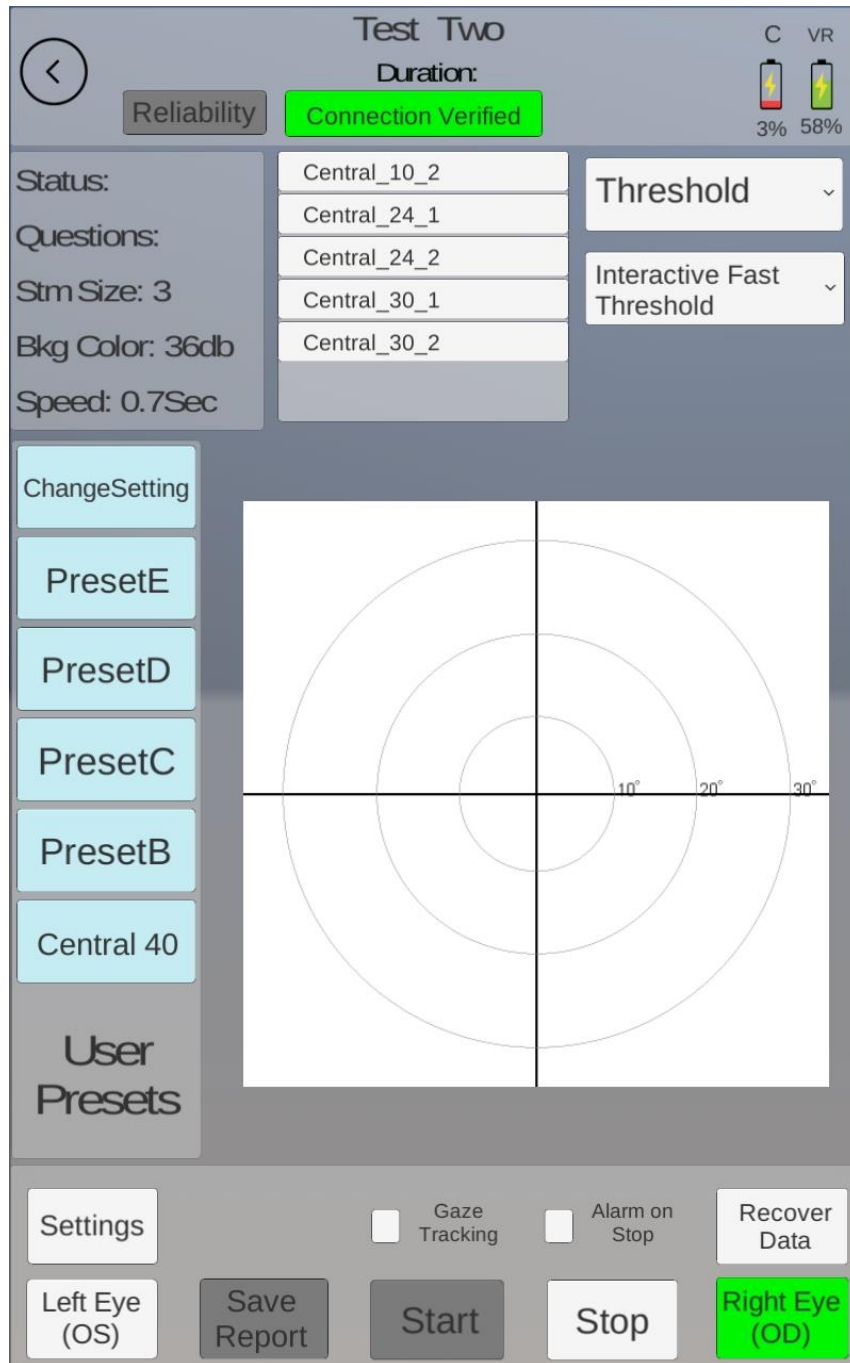 Test Two
C VR
Duration:
Reliability
Connection Verified
3% 58%
Status:
Questions:
Stm Size: 3
Bkg Color: 36db
Speed: 0.7Sec
Central_10_2
Central_24_1
Central_24_2
Central_30_1
Central_30_2
Threshold
Interactive Fast
Threshold
ChangeSetting
PresetE
PresetD
PresetC
PresetB
Central 40
User
Presets
10° 20° 30°
Settings
Gaze
Tracking
Alarm on
Stop
Recover
Data
Left Eye
(OS)
Save
Report
Start
Stop
Right Eye
(OD)